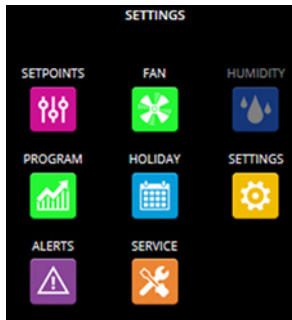 SETTINGS
SETPOINTS FAN HUMIDITY
PROGRAM HOLIDAY SETTINGS
ALERTS SERVICE